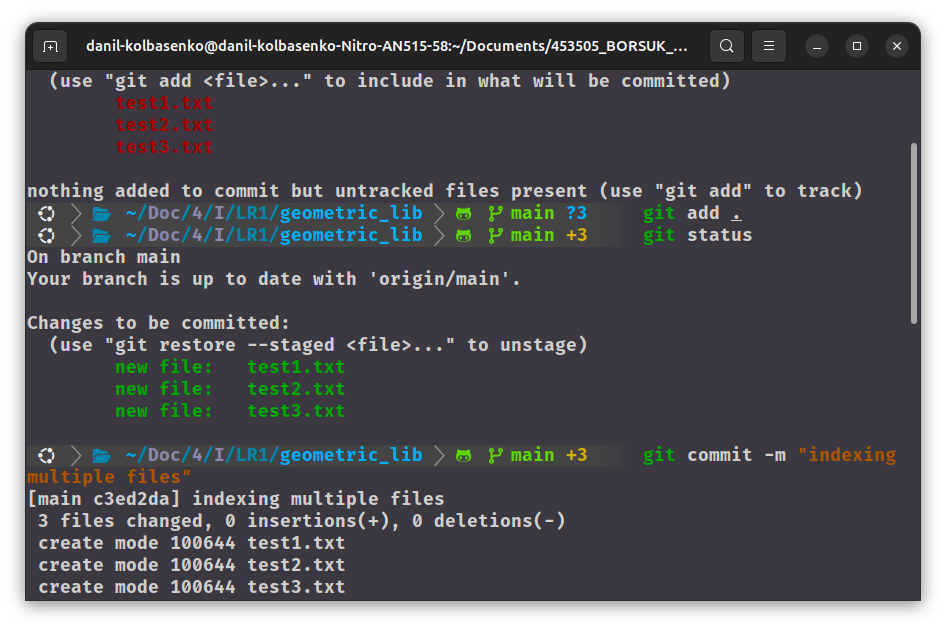 danil-kolbasenko@danil-kolbasenko-Nitro-AN515-58:~/Documents/453505_BORSUK_...
(use "git add <file>..." to include in what will be committed)
test1.txt
test2.txt
test3.txt
nothing added to commit but untracked files present (use "git add" to track)
~/Doc/4/I/LR1/geometric_lib main ?3 git add .
~/Doc/4/I/LR1/geometric_lib main +3 git status
On branch main
Your branch is up to date with 'origin/main'.
Changes to be committed:
(use "git restore --staged <file>..." to unstage)
new file: test1.txt
new file: test2.txt
new file: test3.txt
~/Doc/4/I/LR1/geometric_lib main +3 git commit -m "indexing
multiple files"
[main c3ed2da] indexing multiple files
3 files changed, 0 insertions(+), 0 deletions(-)
create mode 100644 test1.txt
create mode 100644 test2.txt
create mode 100644 test3.txt